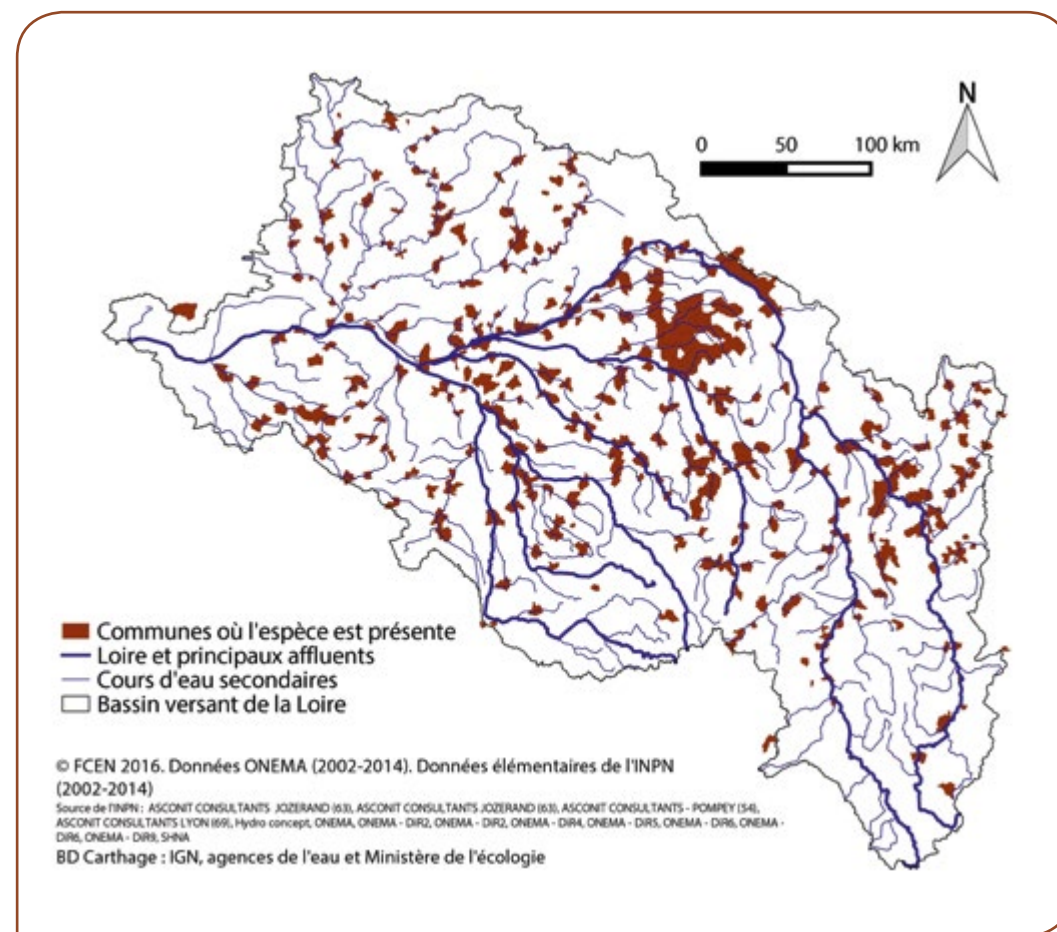 N
0 50 100 km
Communes où l'espèce est présente
Loire et principaux affluents
Cours d'eau secondaires
Bassin versant de la Loire
© FCEN 2016. Données ONEMA (2002-2014). Données élémentaires de l'INPN
(2002-2014)
Source de l'INPN : ASCONIT CONSULTANTS JOZERAND (63), ASCONIT CONSULTANTS JOZERAND (63), ASCONIT CONSULTANTS - POMPEY (54),
ASCONIT CONSULTANTS LYON (69), Hydro concept, ONEMA, ONEMA - DiR2, ONEMA - DiR2, ONEMA - DiR4, ONEMA - DiR5, ONEMA - DiR6, ONEMA -
DiR6, ONEMA - DiR9, SHNA
BD Carthage : IGN, agences de l'eau et Ministère de l'écologie